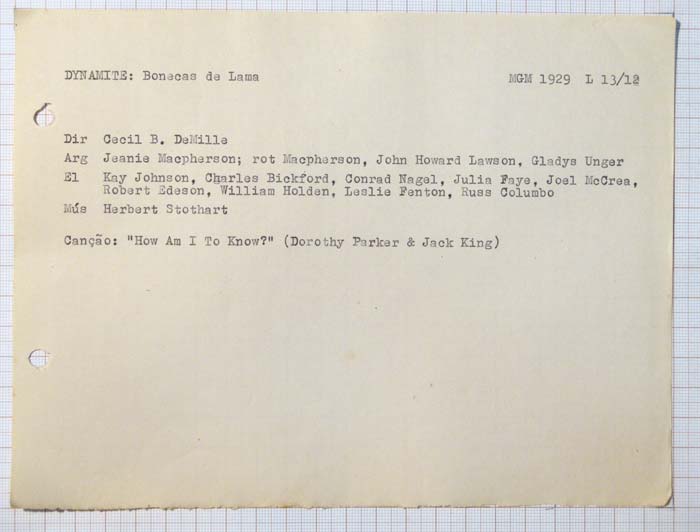 DYNAMITE: Bonecas de Lama MGM 1929 L 13/12
Dir Cecil B. DeMille
Arg Jeanie Macpherson; rot Macpherson, John Howard Lawson, Gladys Unger
El Kay Johnson, Charles Bickford, Conrad Nagel, Julia Faye, Joel McCrea,
Robert Edeson, William Holden, Leslie Fenton, Russ Columbo
Mús Herbert Stothart
Canção: "How Am I To Know?" (Dorothy Parker & Jack King)